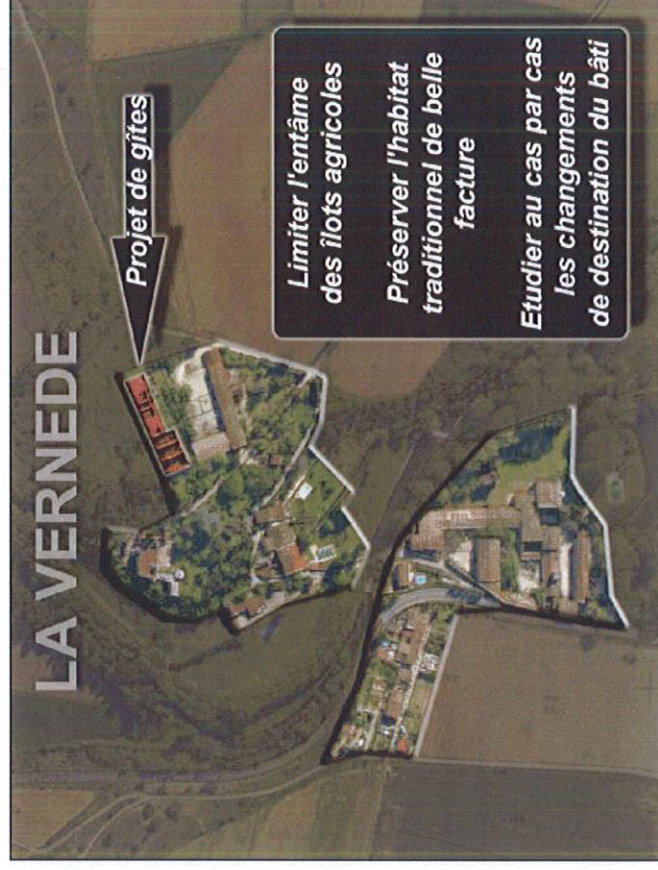 LA VERNEDE
Projet de gîtes
Limiter l'entâme
des îlots agricoles
Préserver l'habitat
traditionnel de belle
facture
Etudier au cas par cas
les changements
de destination du bâti